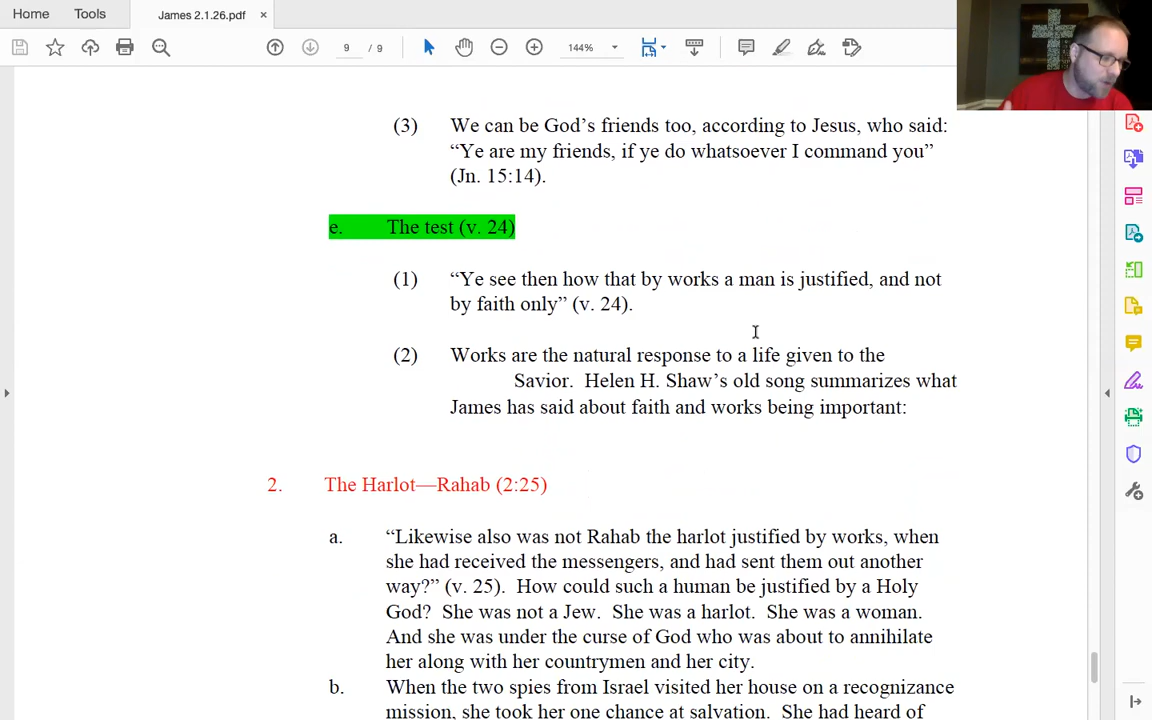 Home Tools James 2.1.26.pdf ×
9 / 9 144%
(3) We can be God’s friends too, according to Jesus, who said:
“Ye are my friends, if ye do whatsoever I command you”
(Jn. 15:14).
e. The test (v. 24)
(1) “Ye see then how that by works a man is justified, and not
by faith only” (v. 24).
(2) Works are the natural response to a life given to the
Savior. Helen H. Shaw’s old song summarizes what
James has said about faith and works being important:
2. The Harlot—Rahab (2:25)
a. “Likewise also was not Rahab the harlot justified by works, when
she had received the messengers, and had sent them out another
way?” (v. 25). How could such a human be justified by a Holy
God? She was not a Jew. She was a harlot. She was a woman.
And she was under the curse of God who was about to annihilate
her along with her countrymen and her city.
b. When the two spies from Israel visited her house on a recognizance
mission, she took her one chance at salvation. She had heard of